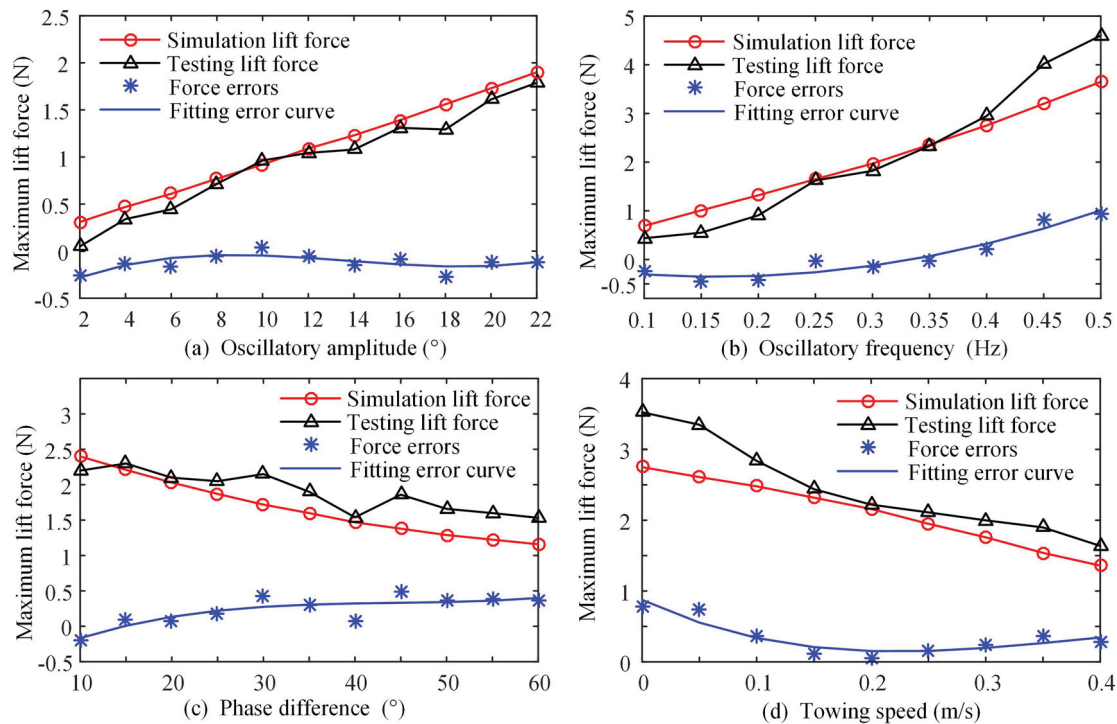 2.5
2
1.5
1
0.5
0
-0.5
Maximum lift force (N)
Simulation lift force
Testing lift force
Force errors
Fitting error curve
2 4 6 8 10 12 14 16 18 20 22
(a) Oscillatory amplitude (°)
5
4
3
2
1
0
-0.5
Maximum lift force (N)
Simulation lift force
Testing lift force
Force errors
Fitting error curve
0.1 0.15 0.2 0.25 0.3 0.35 0.4 0.45 0.5
(b) Oscillatory frequency (Hz)
3
2.5
2
1.5
1
0.5
0
-0.5
Maximum lift force (N)
Simulation lift force
Testing lift force
Force errors
Fitting error curve
10 20 30 40 50 60
(c) Phase difference (°)
4
3
2
1
0
Maximum lift force (N)
Simulation lift force
Testing lift force
Force errors
Fitting error curve
0 0.1 0.2 0.3 0.4
(d) Towing speed (m/s)